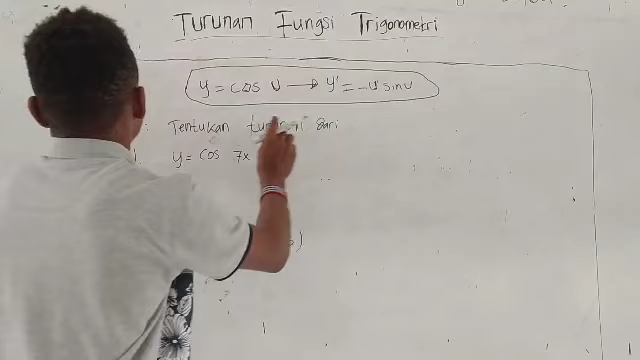 Turunan Fungsi Trigonometri
y = cos u → y' = -u' sin u
Tentukan dari
y = cos 7x